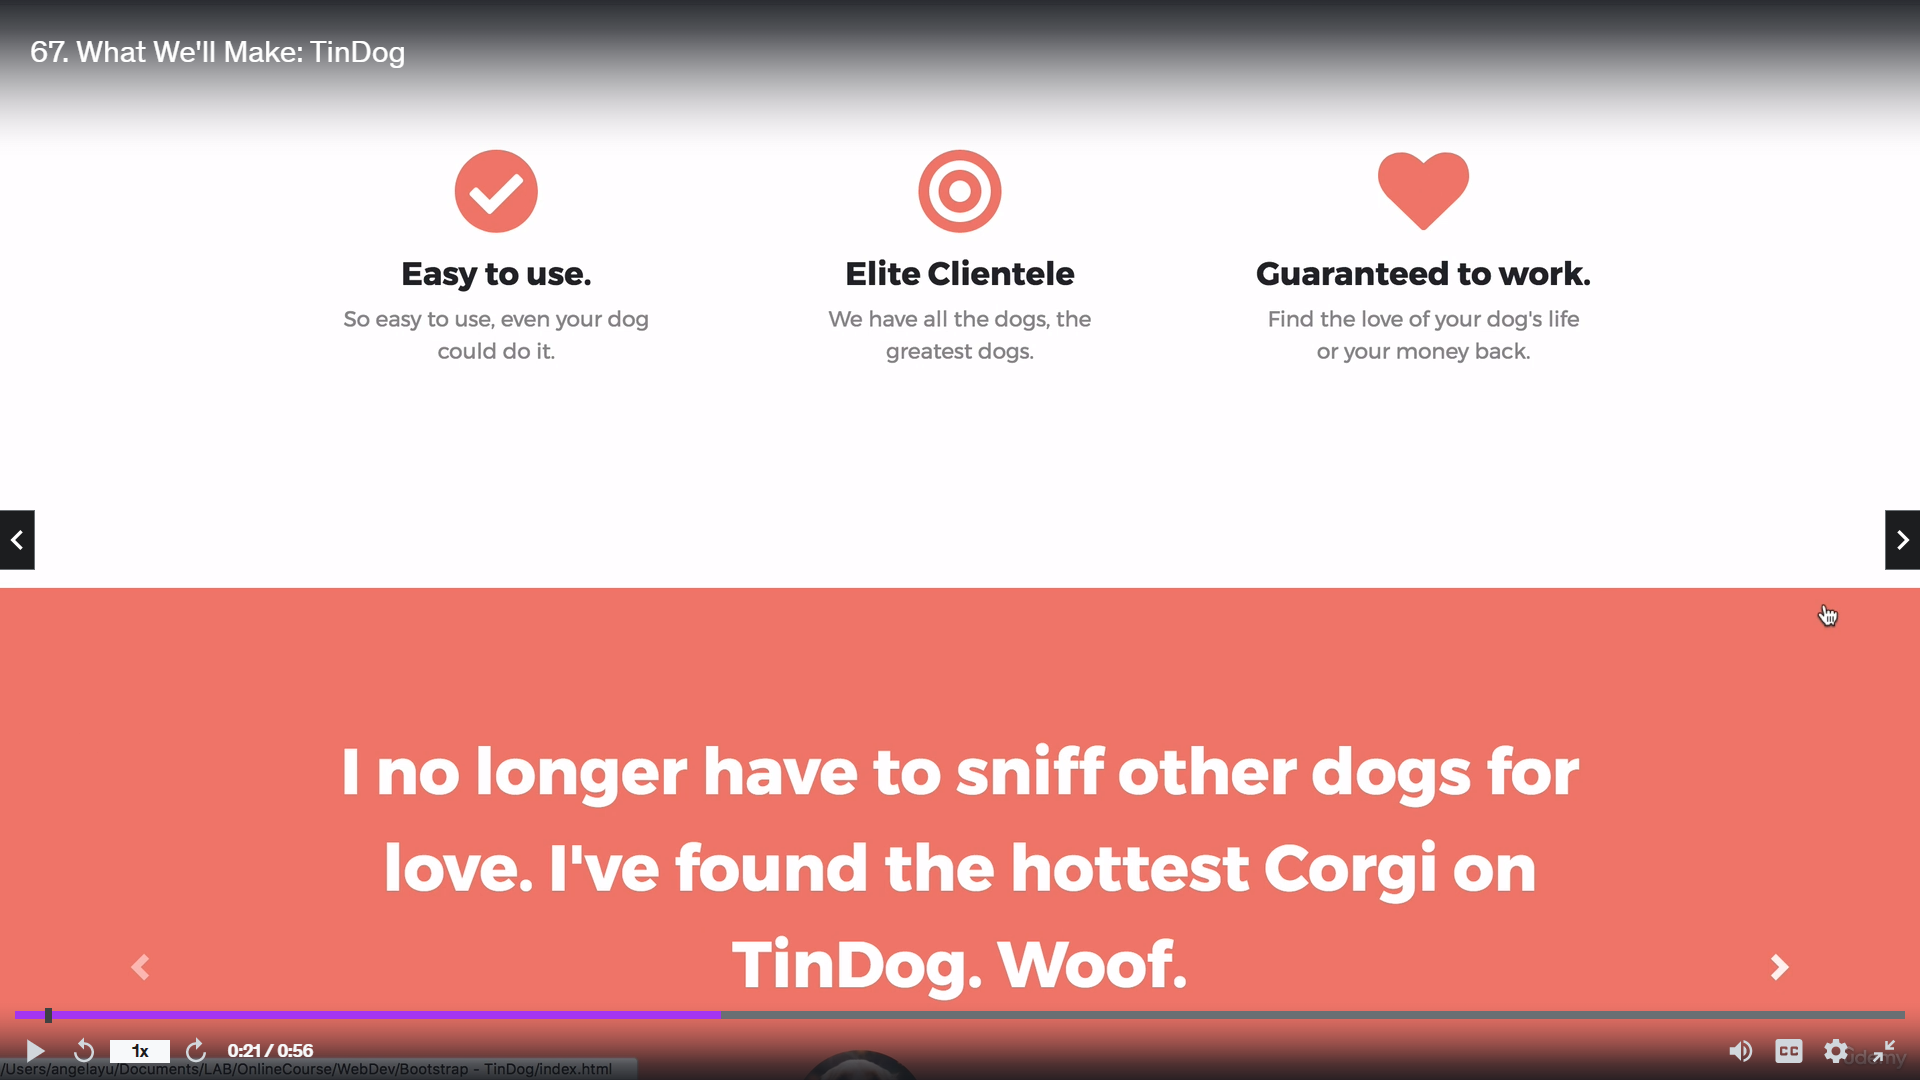 67. What We'll Make: TinDog
Easy to use.
So easy to use, even your dog
could do it.
Elite Clientele
We have all the dogs, the
greatest dogs.
Guaranteed to work.
Find the love of your dog's life
or your money back.
I no longer have to sniff other dogs for
love. I've found the hottest Corgi on
TinDog. Woof.
1x
0:21 / 0:56
CC
udemy
/Users/angelayu/Documents/LAB/OnlineCourse/WebDev/Bootstrap - TinDog/index.html